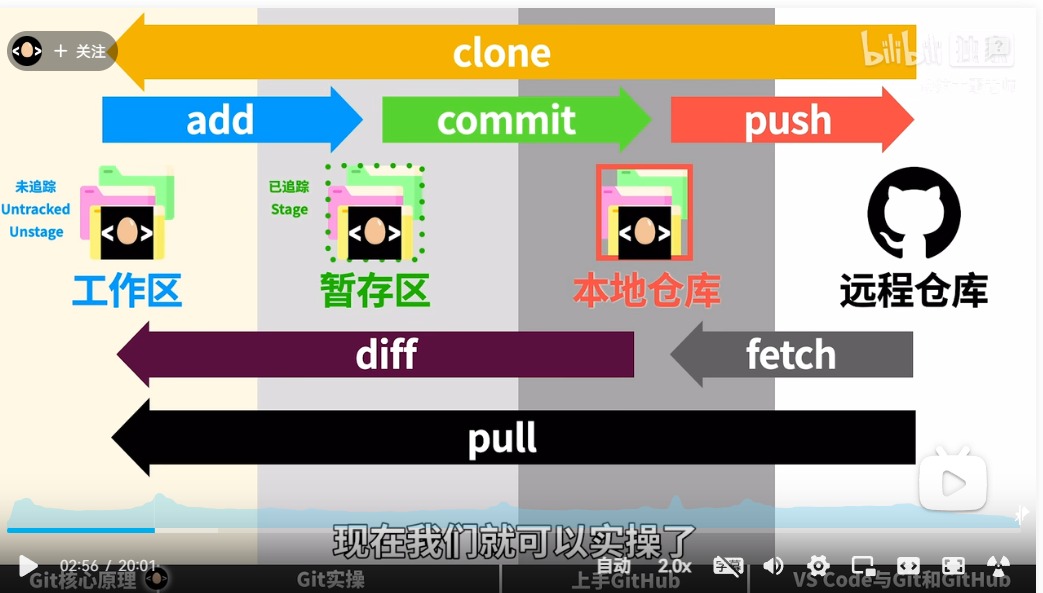 + 关注
clone
bilibili 独家
add
commit
push
未追踪
Untracked
Unstage
已追踪
Stage
< >
< >
< >
工作区
暂存区
本地仓库
远程仓库
diff
fetch
pull
现在我们就可以实操了
02:56 / 20:01
自动
2.0x
字幕
Git核心原理
Git实操
上手GitHub
VS Code与Git和GitHub